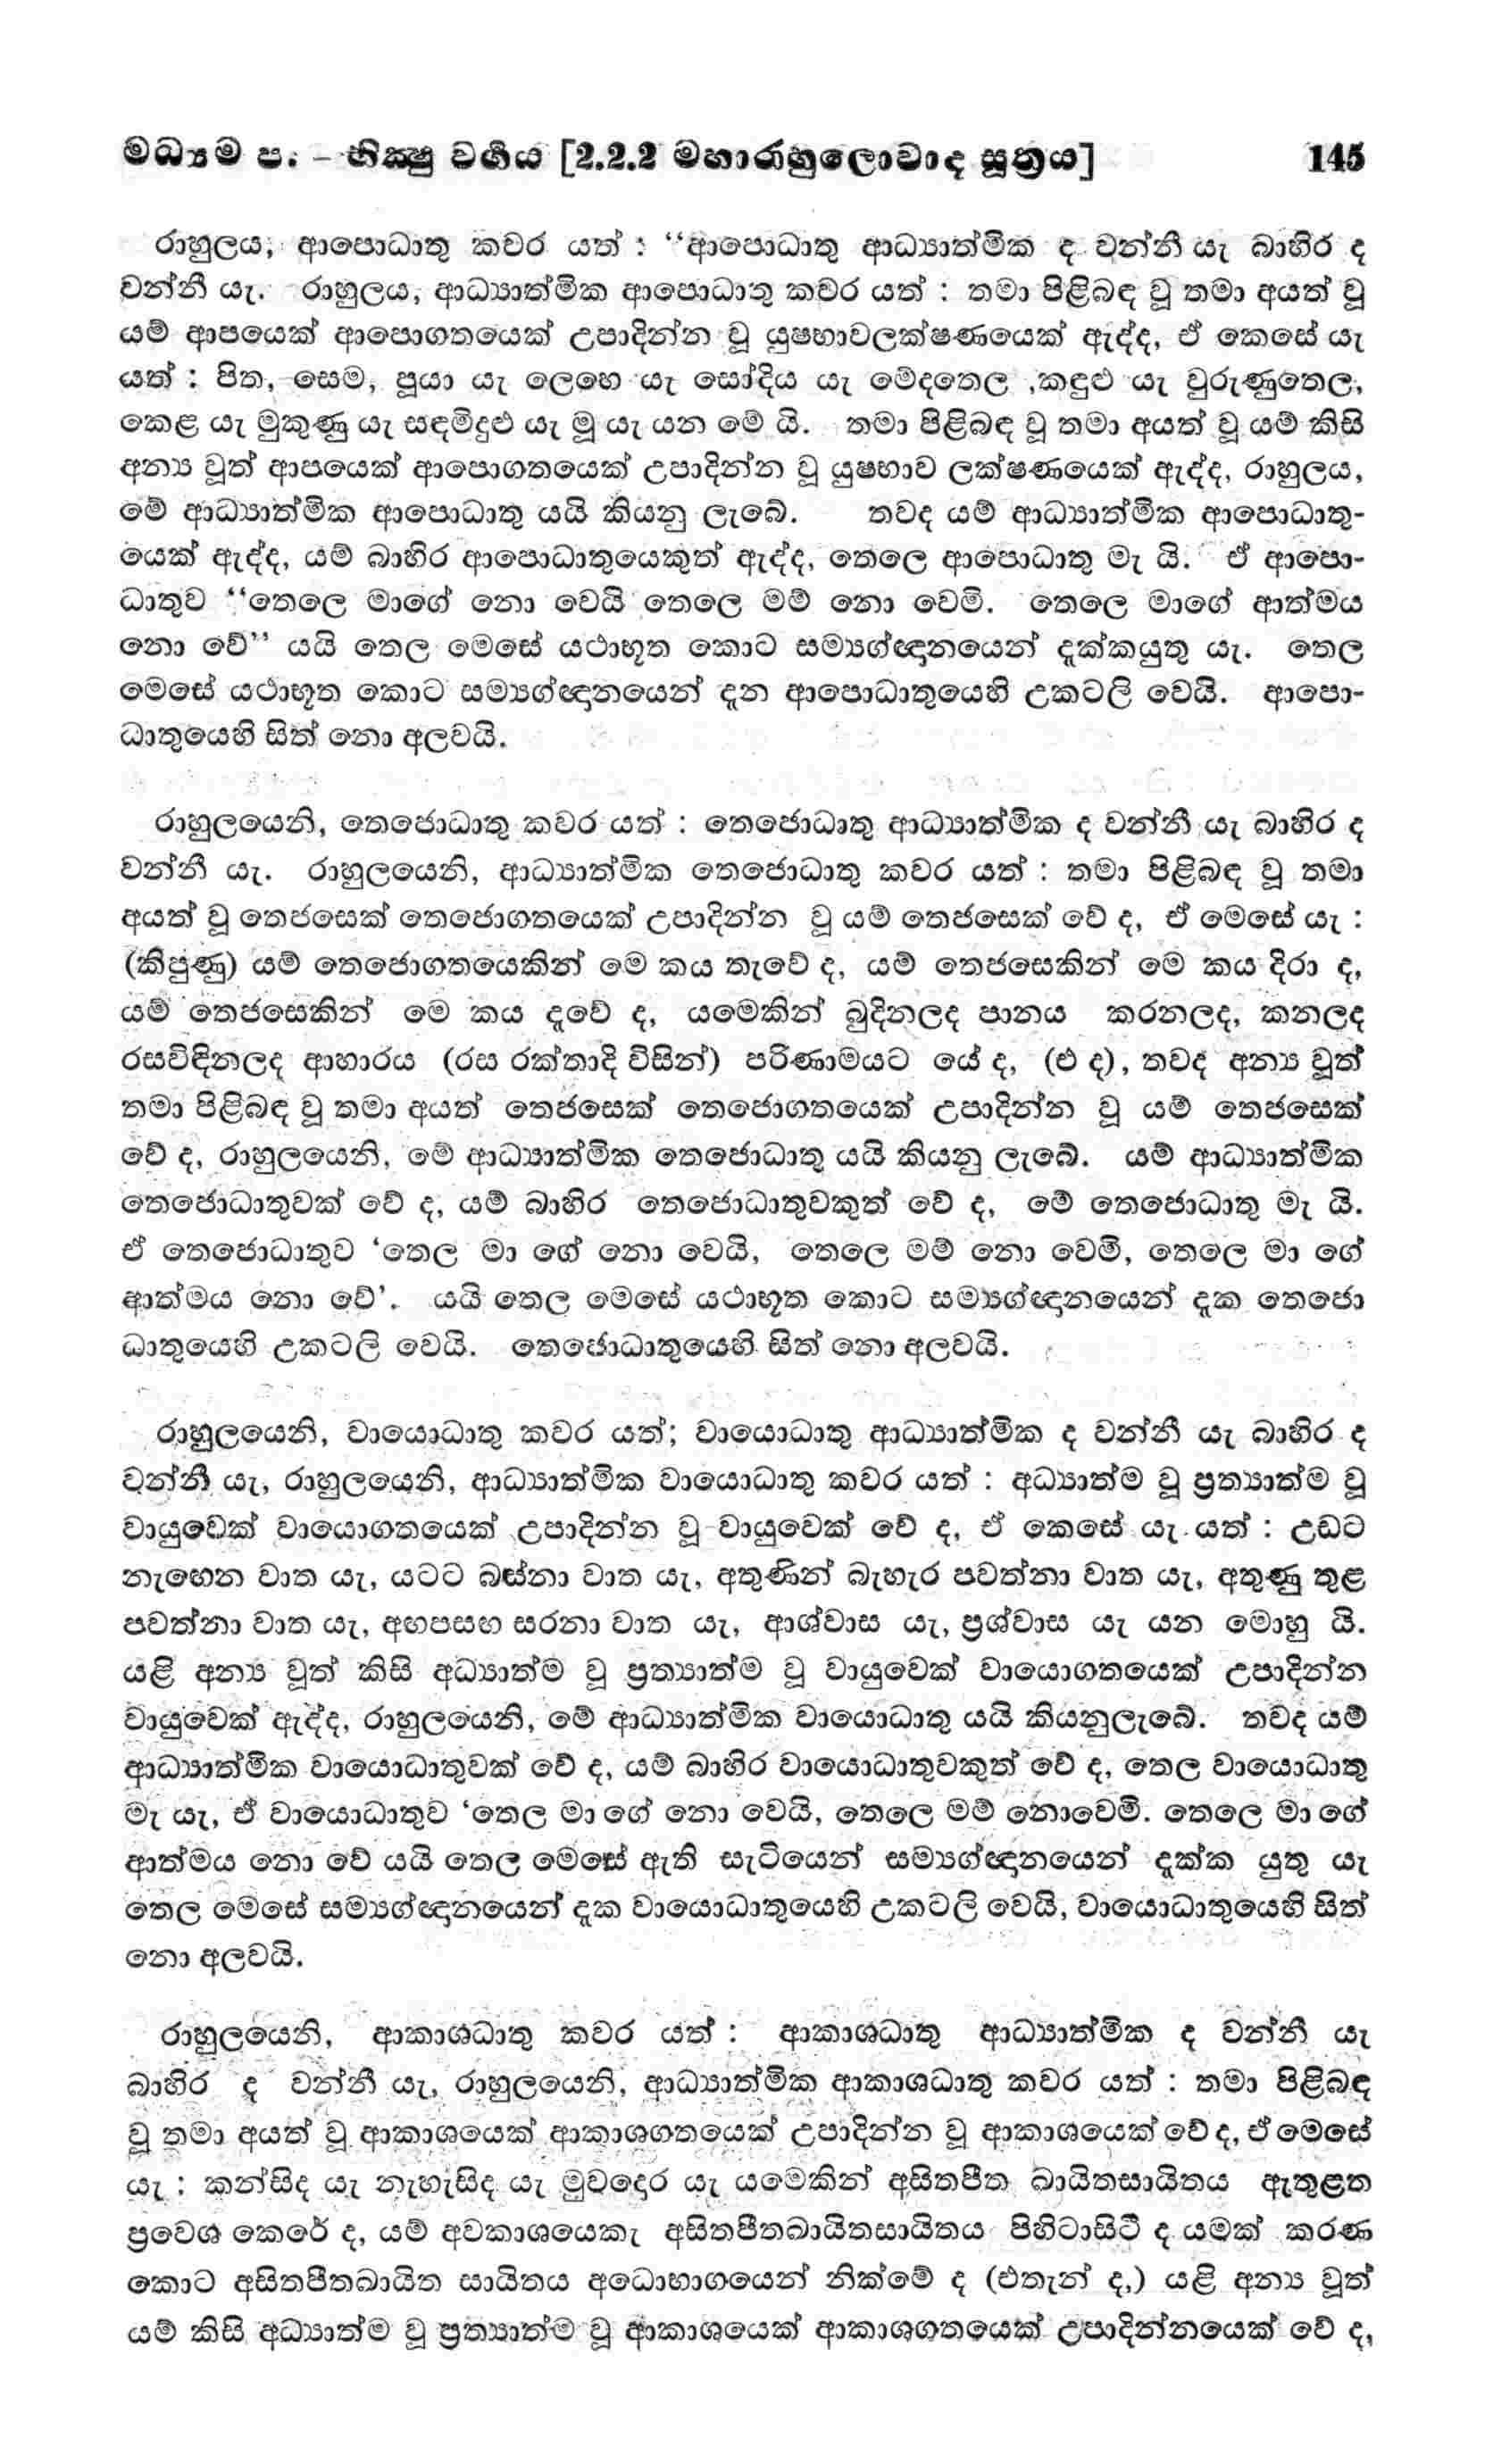 මධ්‍යම ප. – භික්‍ෂු වර්‍ගය [2.2.2 මහාරාහුලොවාද සූත්‍රය] 145
රාහුලය, ආපොධාතු කවර යත් : “ආපොධාතු ආධ්‍යාත්මික ද වන්නී යැ බාහිර ද
වන්නී යැ. රාහුලය, ආධ්‍යාත්මික ආපොධාතු කවර යත් : තමා පිළිබඳ වූ තමා අයත් වූ
යම් ආපයෙක් ආපොගතයෙක් උපාදින්න වූ යුෂභාවලක්ෂණයෙක් ඇද්ද, ඒ කෙසේ යැ
යත් : පිත, සෙම, පූයා යැ ලෙහෙ යැ සෝදිය යැ මේදතෙල ,කඳුළු යැ වුරුණුතෙල,
කෙළ යැ මුකුණු යැ සඳමිදුළු යැ මූ යැ යන මේ යි. තමා පිළිබඳ වූ තමා අයත් වූ යම් කිසි
අන්‍ය වූත් ආපයෙක් ආපොගතයෙක් උපාදින්න වූ යුෂභාව ලක්ෂණයෙක් ඇද්ද, රාහුලය,
මේ ආධ්‍යාත්මික ආපොධාතු යයි කියනු ලැබේ. තවද යම් ආධ්‍යාත්මික ආපොධාතු-
යෙක් ඇද්ද, යම් බාහිර ආපොධාතුයෙකුත් ඇද්ද, තෙලෙ ආපොධාතු මැ යි. ඒ ආපො-
ධාතුව “තෙලෙ මාගේ නො වෙයි තෙලෙ මම් නො වෙමි. තෙලෙ මාගේ ආත්මය
නො වේ” යයි තෙල මෙසේ යථාභූත කොට සම්‍යග්ඥානයෙන් දැක්කයුතු යැ. තෙල
මෙසේ යථාභූත කොට සම්‍යග්ඥානයෙන් දැන ආපොධාතුයෙහි උකටලි වෙයි. ආපො-
ධාතුයෙහි සිත් නො අලවයි.
රාහුලයෙනි, තෙජොධාතු කවර යත් : තෙජොධාතු ආධ්‍යාත්මික ද වන්නී යැ බාහිර ද
වන්නී යැ. රාහුලයෙනි, ආධ්‍යාත්මික තෙජොධාතු කවර යත් : තමා පිළිබඳ වූ තමා
අයත් වූ තෙජසෙක් තෙජොගතයෙක් උපාදින්න වූ යම් තෙජසෙක් වේ ද, ඒ මෙසේ යැ :
(කිපුණු) යම් තෙජොගතයෙකින් මෙ කය තැවේ ද, යම් තෙජසෙකින් මෙ කය දිරා ද,
යම් තෙජසෙකින් මෙ කය දැවේ ද, යමෙකින් බුදිනලද පානය කරනලද, කනලද
රසවිඳිනලද ආහාරය (රස රක්තාදි විසින්) පරිණාමයට යේ ද, (එ ද), තවද අන්‍ය වූත්
තමා පිළිබඳ වූ තමා අයත් තෙජසෙක් තෙජොගතයෙක් උපාදින්න වූ යම් තෙජසෙක්
වේ ද, රාහුලයෙනි, මේ ආධ්‍යාත්මික තෙජොධාතු යයි කියනු ලැබේ. යම් ආධ්‍යාත්මික
තෙජොධාතුවක් වේ ද, යම් බාහිර තෙජොධාතුවකුත් වේ ද, මේ තෙජොධාතු මැ යි.
ඒ තෙජොධාතුව ‘තෙල මා ගේ නො වෙයි, තෙලෙ මම් නො වෙමි, තෙලෙ මා ගේ
ආත්මය නො වේ’. යයි තෙල මෙසේ යථාභූත කොට සම්‍යග්ඥානයෙන් දැක තෙජො
ධාතුයෙහි උකටලි වෙයි. තෙජොධාතුයෙහි සිත් නො අලවයි.
රාහුලයෙනි, වායොධාතු කවර යත්; වායොධාතු ආධ්‍යාත්මික ද වන්නී යැ බාහිර ද
වන්නී යැ, රාහුලයෙනි, ආධ්‍යාත්මික වායොධාතු කවර යත් : අධ්‍යාත්ම වූ ප්‍රත්‍යාත්ම වූ
වායුවෙක් වායොගතයෙක් උපාදින්න වූ වායුවෙක් වේ ද, ඒ කෙසේ යැ යත් : උඩට
නැඟෙන වාත යැ, යටට බස්නා වාත යැ, අතුණින් බැහැර පවත්නා වාත යැ, අතුණු තුළ
පවත්නා වාත යැ, අඟපසඟ සරනා වාත යැ, ආශ්වාස යැ, ප්‍රශ්වාස යැ යන මොහු යි.
යළි අන්‍ය වූත් කිසි අධ්‍යාත්ම වූ ප්‍රත්‍යාත්ම වූ වායුවෙක් වායොගතයෙක් උපාදින්න
වායුවෙක් ඇද්ද, රාහුලයෙනි, මේ ආධ්‍යාත්මික වායොධාතු යයි කියනුලැබේ. තවද යම්
ආධ්‍යාත්මික වායොධාතුවක් වේ ද, යම් බාහිර වායොධාතුවකුත් වේ ද, තෙල වායොධාතු
මැ යැ, ඒ වායොධාතුව ‘තෙල මා ගේ නො වෙයි, තෙලෙ මම් නොවෙමි. තෙලෙ මා ගේ
ආත්මය නො වේ යයි තෙල මෙසේ ඇති සැටියෙන් සම්‍යග්ඥානයෙන් දැක්ක යුතු යැ
තෙල මෙසේ සම්‍යග්ඥානයෙන් දැක වායොධාතුයෙහි උකටලි වෙයි, වායොධාතුයෙහි සිත්
නො අලවයි.
රාහුලයෙනි, ආකාශධාතු කවර යත් : ආකාශධාතු ආධ්‍යාත්මික ද වන්නී යැ
බාහිර ද වන්නී යැ, රාහුලයෙනි, ආධ්‍යාත්මික ආකාශධාතු කවර යත් : තමා පිළිබඳ
වූ තමා අයත් වූ ආකාශයෙක් ආකාශගතයෙක් උපාදින්න වූ ආකාශයෙක් වේ ද, ඒ මෙසේ
යැ : කන්සිද යැ නැහැසිද යැ මුවදොර යැ යමෙකින් අසිතපීත ඛායිතසායිතය ඇතුළත
ප්‍රවෙශ කෙරේ ද, යම් අවකාශයෙකැ අසිතපීතඛායිතසායිතය පිහිටාසිටී ද යමක් කරණ
කොට අසිතපීතඛායිත සායිතය අධොභාගයෙන් නික්මේ ද (එතැන් ද,) යළි අන්‍ය වූත්
යම් කිසි අධ්‍යාත්ම වූ ප්‍රත්‍යාත්ම වූ ආකාශයෙක් ආකාශගතයෙක් උපාදින්නයෙක් වේ ද,